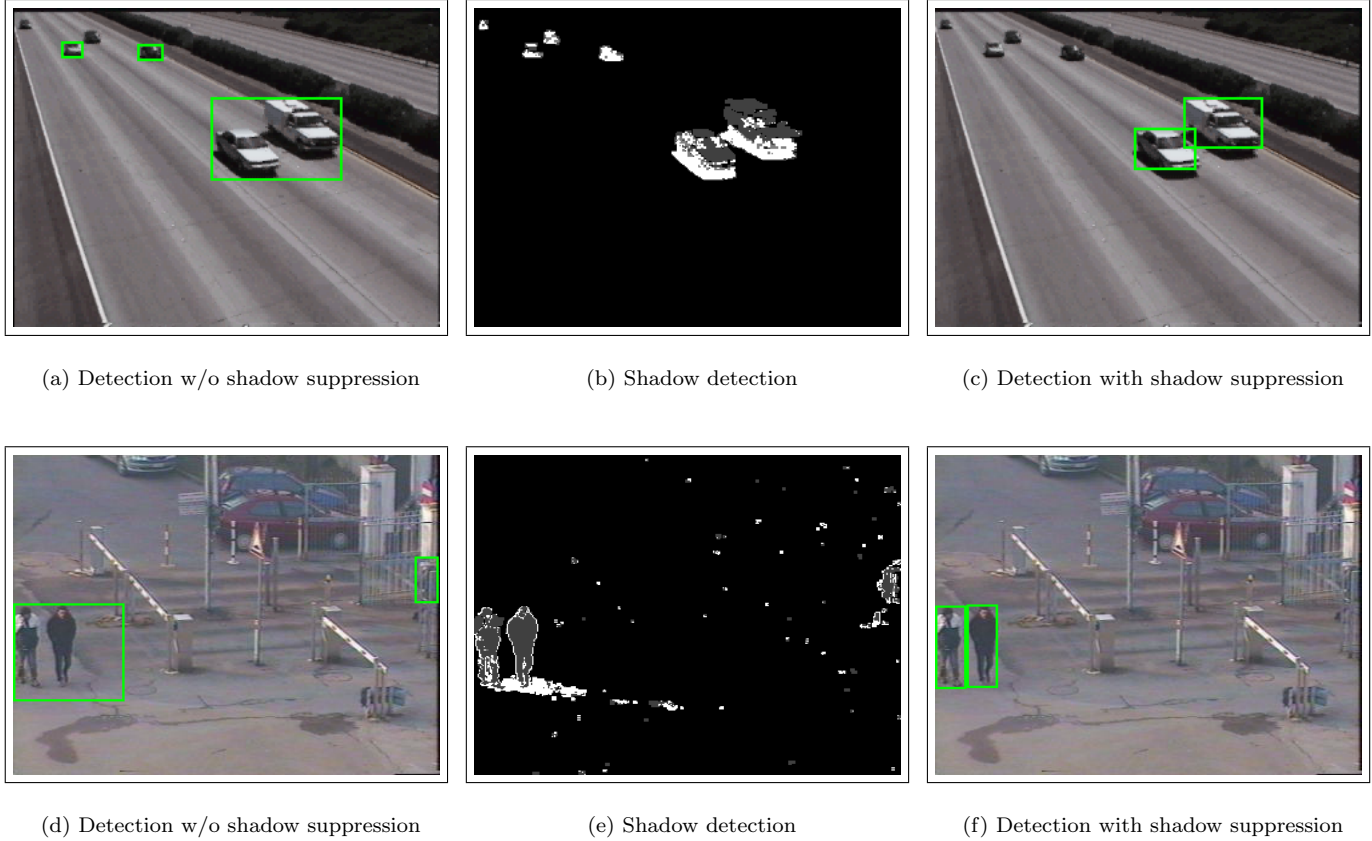 (a) Detection w/o shadow suppression
(b) Shadow detection
(c) Detection with shadow suppression
(d) Detection w/o shadow suppression
(e) Shadow detection
(f) Detection with shadow suppression